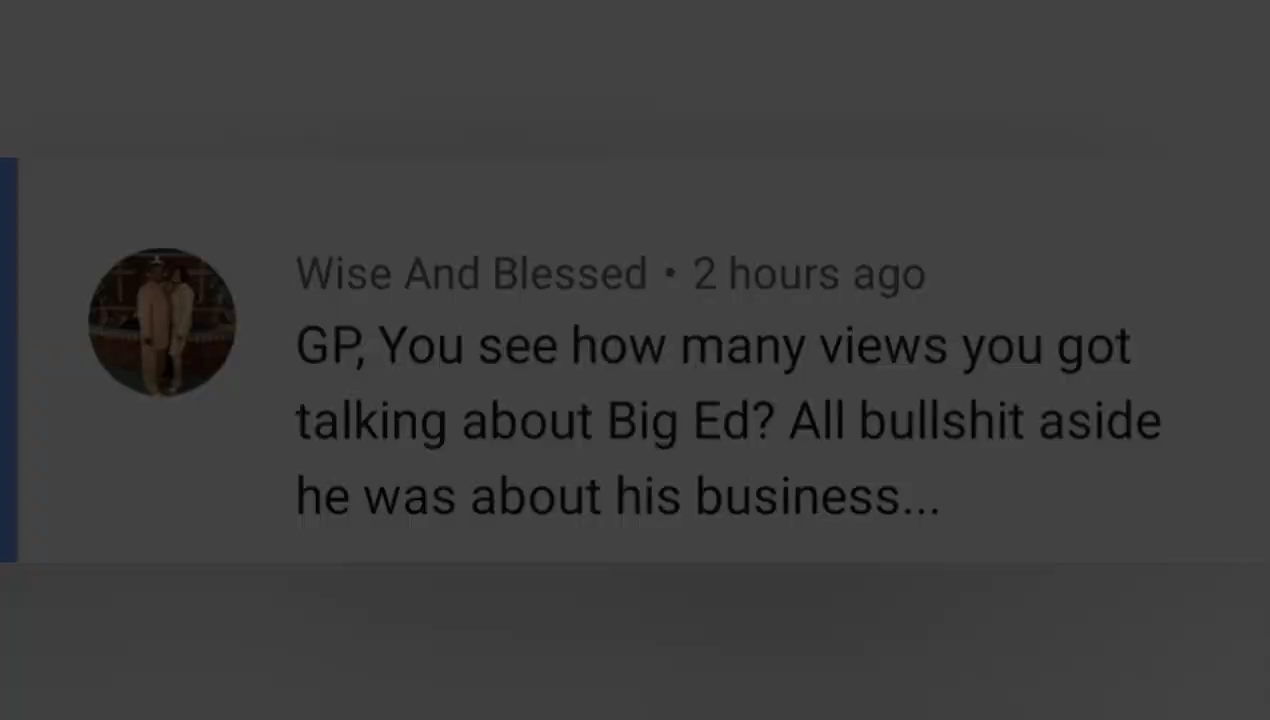 Wise And Blessed • 2 hours ago
GP, You see how many views you got
talking about Big Ed? All bullshit aside
he was about his business...